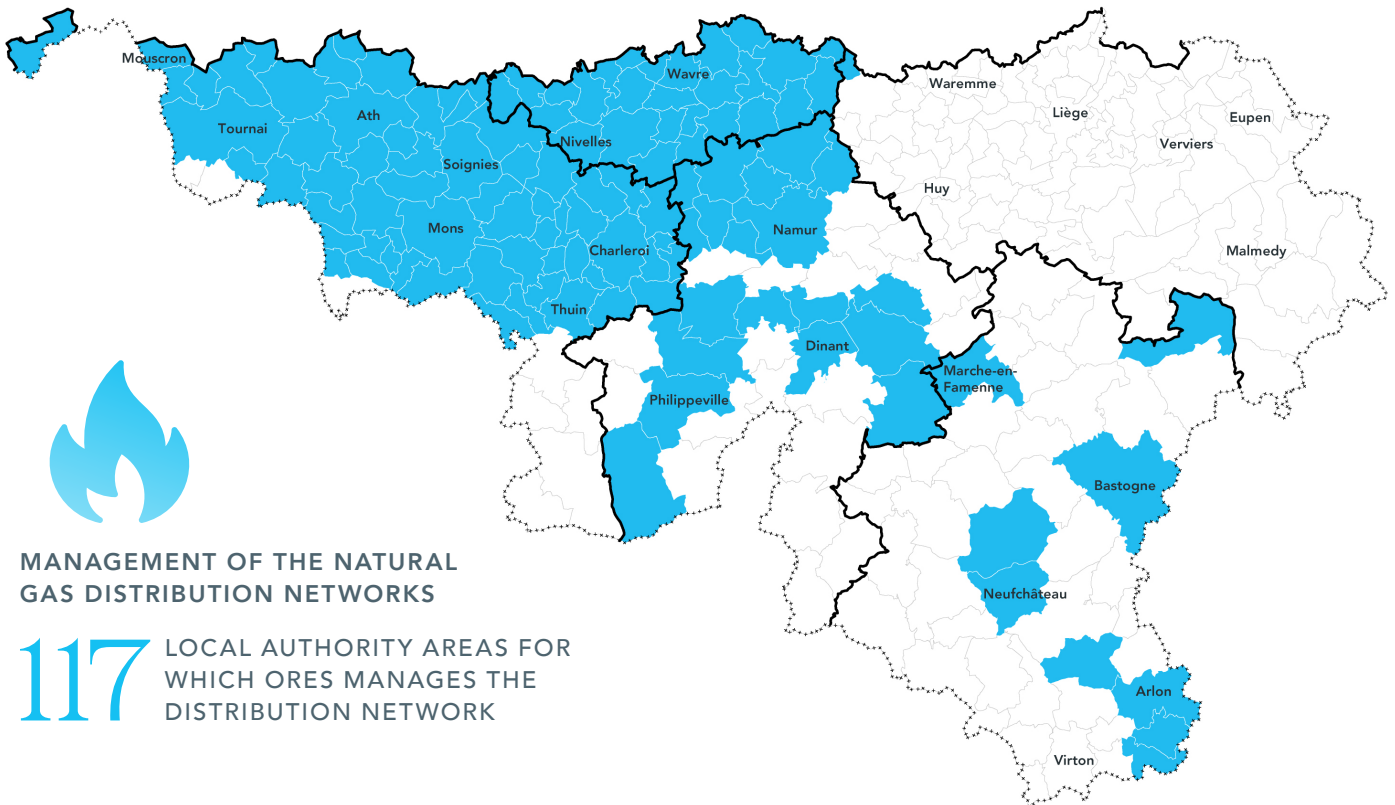 Mouscron
Wavre
Waremme
Ath
Liège
Eupen
Tournai
Nivelles
Verviers
Soignies
Huy
Mons
Namur
Charleroi
Malmedy
Thuin
Dinant
Marche-en-
Famenne
Philippeville
Bastogne
Neufchâteau
Arlon
Virton
MANAGEMENT OF THE NATURAL
GAS DISTRIBUTION NETWORKS
117 LOCAL AUTHORITY AREAS FOR
WHICH ORES MANAGES THE
DISTRIBUTION NETWORK